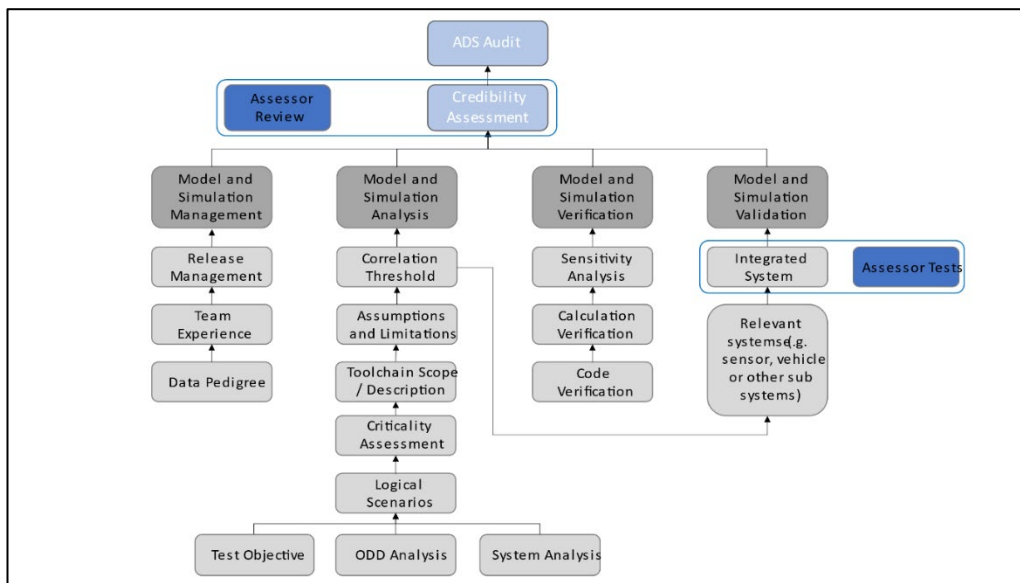 ADS Audit
Assessor
Review
Credibility
Assessment
Model and
Simulation
Management
Model and
Simulation
Analysis
Model and
Simulation
Verification
Model and
Simulation
Validation
Release
Management
Correlation
Threshold
Sensitivity
Analysis
Integrated
System
Assessor Tests
Team
Experience
Assumptions
and Limitations
Calculation
Verification
Relevant
systemse(.g.
sensor, vehicle
or other sub
systems)
Data Pedigree
Toolchain Scope
/ Description
Code
Verification
Criticality
Assessment
Logical
Scenarios
Test Objective
ODD Analysis
System Analysis